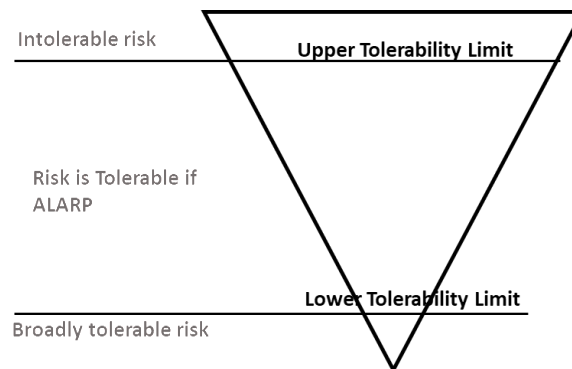 Intolerable risk
Upper Tolerability Limit
Risk is Tolerable if
ALARP
Lower Tolerability Limit
Broadly tolerable risk